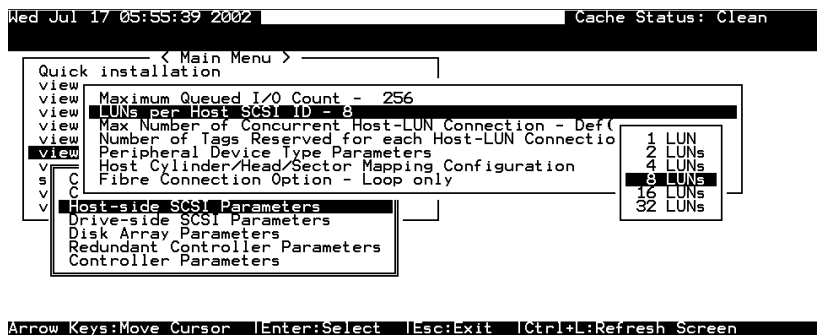 Wed Jul 17 05:55:39 2002 Cache Status: Clean
< Main Menu >
Quick installation
view
view
view
view
view
view
v
s
v
v
Maximum Queued I/O Count - 256
LUNs per Host SCSI ID - 8
Max Number of Concurrent Host-LUN Connection - Def(
Number of Tags Reserved for each Host-LUN Connectio
Peripheral Device Type Parameters
Host Cylinder/Head/Sector Mapping Configuration
Fibre Connection Option - Loop only
1 LUN
2 LUNs
4 LUNs
8 LUNs
16 LUNs
32 LUNs
C
C
Host-side SCSI Parameters
Drive-side SCSI Parameters
Disk Array Parameters
Redundant Controller Parameters
Controller Parameters
Arrow Keys:Move Cursor |Enter:Select |Esc:Exit |Ctrl+L:Refresh Screen